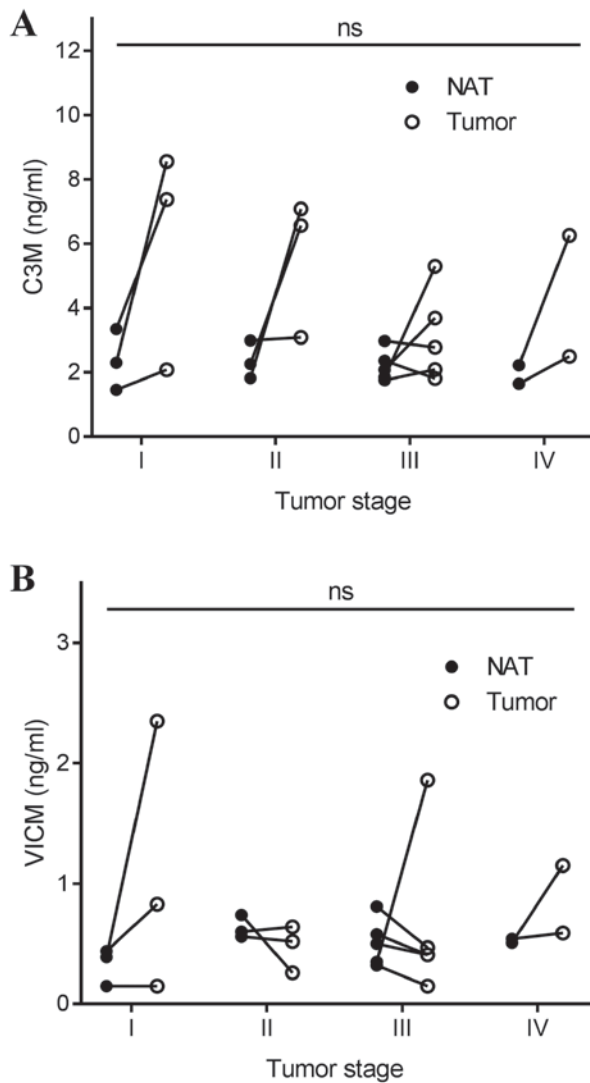 A
ns
12
10
8
6
4
2
0
C3M (ng/ml)
NAT
Tumor
I II III IV
Tumor stage
B
ns
3
2
1
0
VICM (ng/ml)
NAT
Tumor
I II III IV
Tumor stage